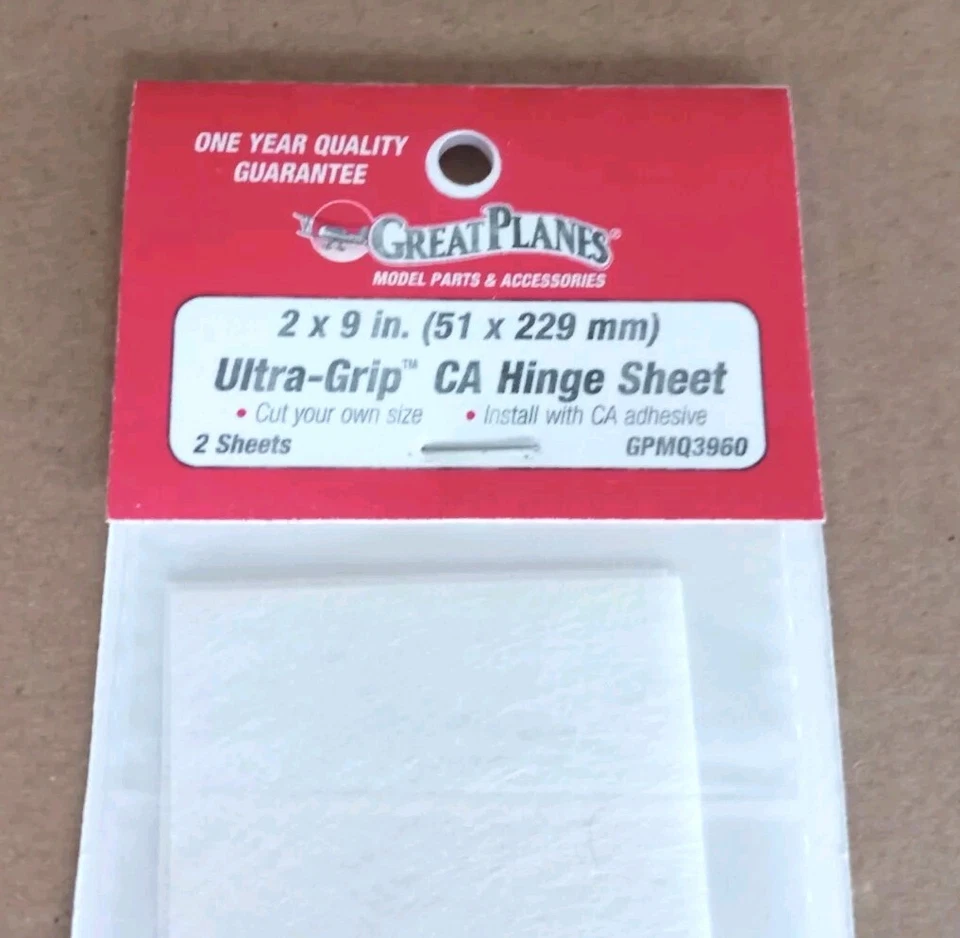 ONE YEAR QUALITY
GUARANTEE
GREAT PLANES®
MODEL PARTS & ACCESSORIES
2 x 9 in. (51 x 229 mm)
Ultra-Grip™ CA Hinge Sheet
• Cut your own size • Install with CA adhesive
2 Sheets GPMQ3960